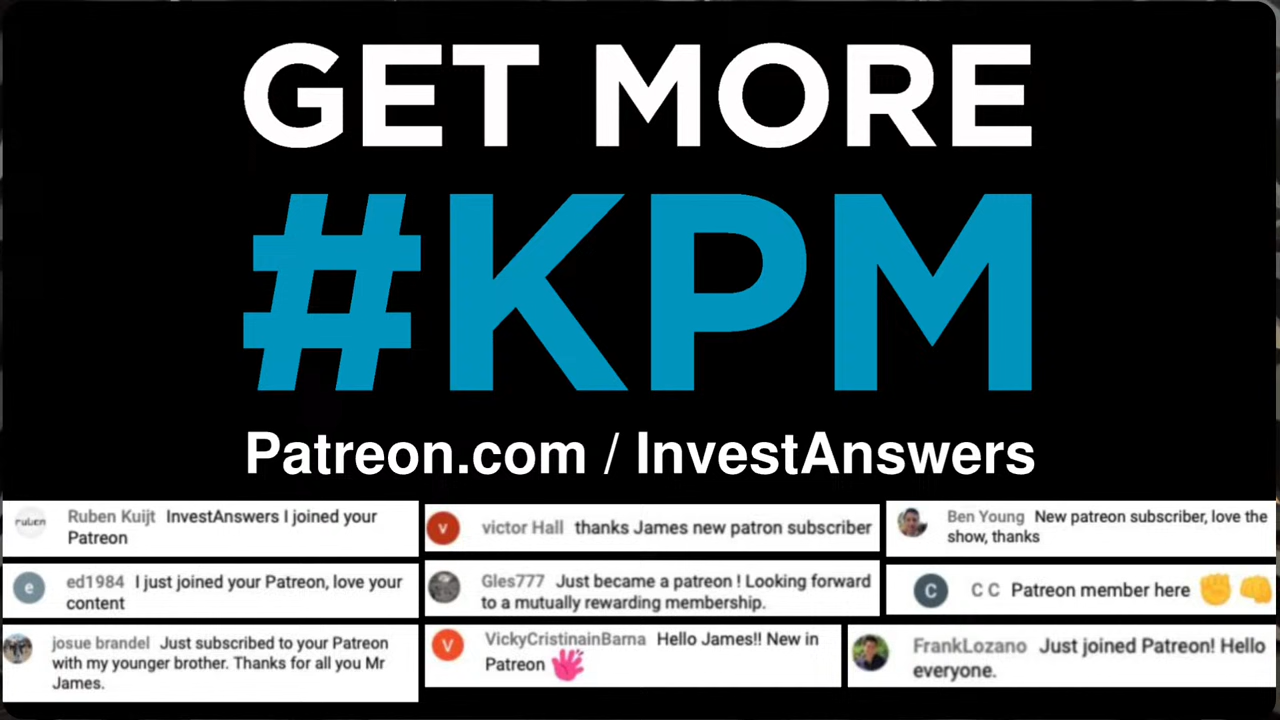 GET MORE
#KPM
Patreon.com / InvestAnswers
Ruben Kuijt InvestAnswers I joined your
Patreon
victor Hall thanks James new patron subscriber
Ben Young New patreon subscriber, love the
show, thanks
ed1984 I just joined your Patreon, love your
content
Gles777 Just became a patreon ! Looking forward
to a mutually rewarding membership.
C C Patreon member here ✊👊
josue brandel Just subscribed to your Patreon
with my younger brother. Thanks for all you Mr
James.
VickyCristinainBarna Hello James!! New in
Patreon
FrankLozano Just joined Patreon! Hello
everyone.